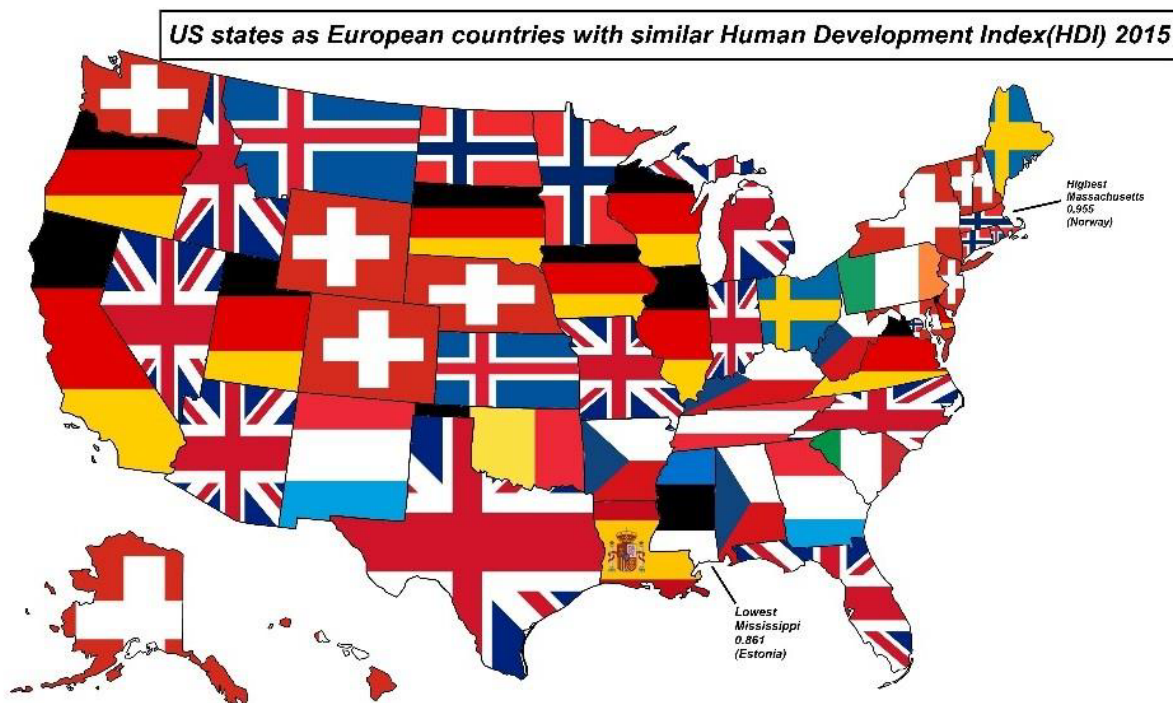 US states as European countries with similar Human Development Index(HDI) 2015
Highest
Massachusetts
0.955
(Norway)
Lowest
Mississippi
0.861
(Estonia)